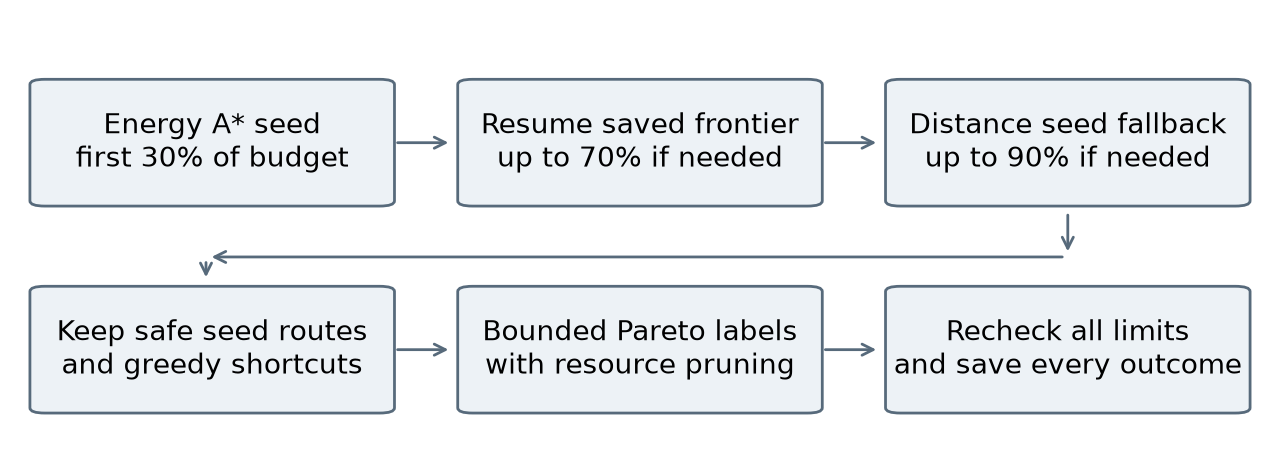 Energy A* seed
first 30% of budget
Resume saved frontier
up to 70% if needed
Distance seed fallback
up to 90% if needed
Keep safe seed routes
and greedy shortcuts
Bounded Pareto labels
with resource pruning
Recheck all limits
and save every outcome